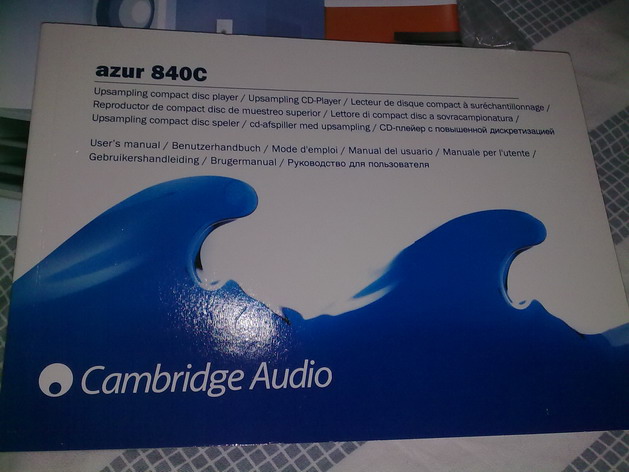 azur 840C
Upsampling compact disc player / Upsampling CD-Player / Lecteur de disque compact à suréchantillonnage /
Reproductor de compact disc de muestreo superior / Lettore di compact disc a sovracampionatura /
Upsampling compact disc speler / cd-afspiller med upsampling / CD-плейер с повышенной дискретизацией
User's manual / Benutzerhandbuch / Mode d'emploi / Manual del usuario / Manuale per l'utente /
Gebruikershandleiding / Brugermanual / Руководство для пользователя
Cambridge Audio